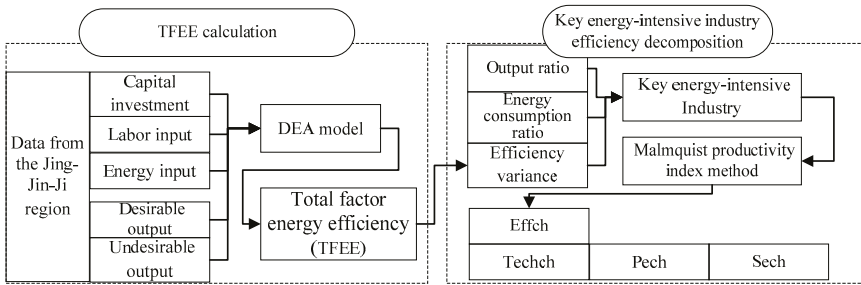 TFEE calculation
Key energy-intensive industry
efficiency decomposition
Data from
the Jing-
Jin-Ji
region
Capital
investment
Labor input
Energy input
Desirable
output
Undesirable
output
DEA model
Total factor
energy efficiency
(TFEE)
Output ratio
Energy
consumption
ratio
Efficiency
variance
Key energy-intensive
Industry
Malmquist productivity
index method
Effch
Techch
Pech
Sech